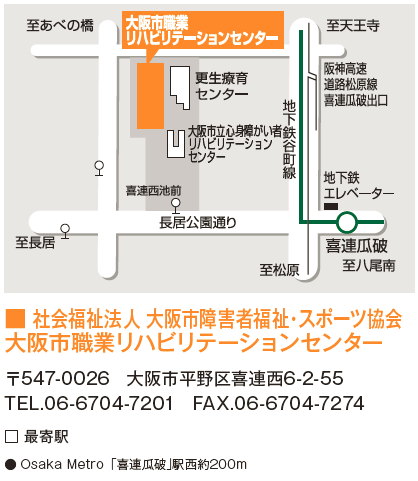 至あべの橋
大阪市職業
リハビリテーションセンター
至天王寺
更生療育
センター
阪神高速
道路松原線
喜連瓜破出口
地下鉄谷町線
大阪市立心身障がい者
リハビリテーション
センター
地下鉄
エレベーター
喜連西池前
長居公園通り
喜連瓜破
至長居
至松原
至八尾南
■ 社会福祉法人 大阪市障害者福祉・スポーツ協会
大阪市職業リハビリテーションセンター
〒547-0026 大阪市平野区喜連西6-2-55
TEL.06-6704-7201 FAX.06-6704-7274
□ 最寄駅
● Osaka Metro 「喜連瓜破」駅西約200m